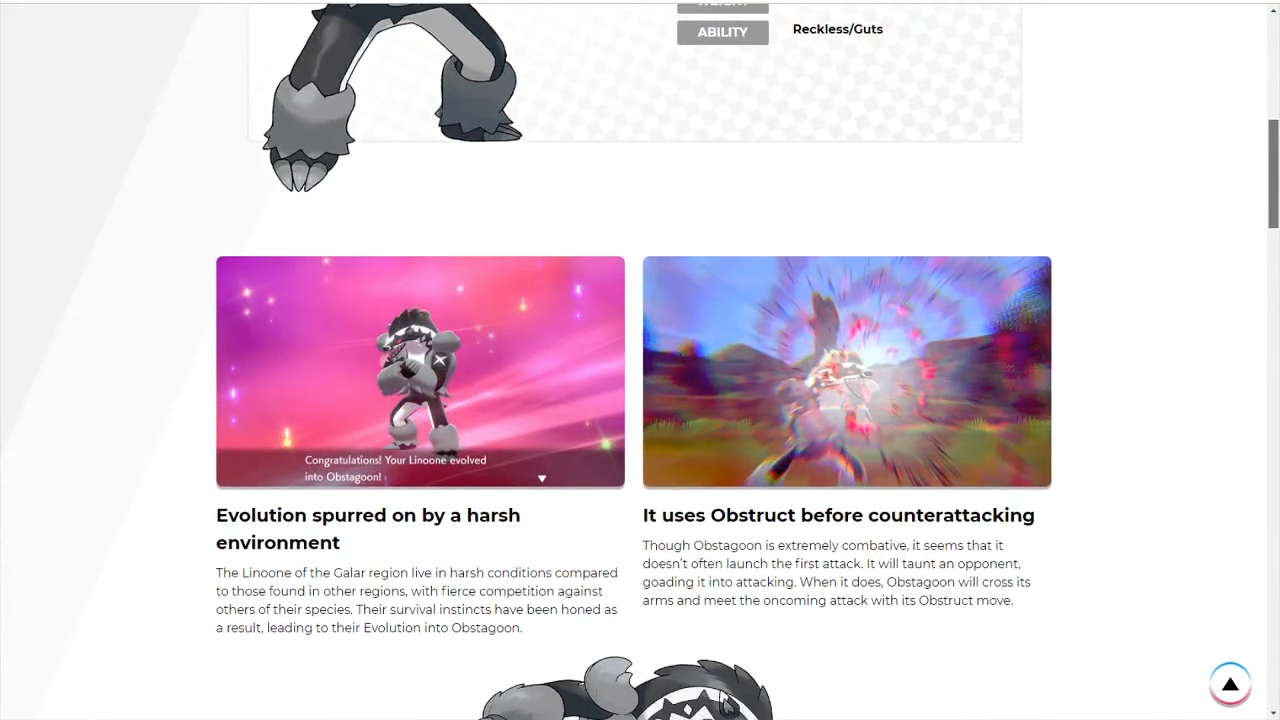 ABILITY
Reckless/Guts
Congratulations! Your Linoone evolved
into Obstagoon!
Evolution spurred on by a harsh
environment
The Linoone of the Galar region live in harsh conditions compared
to those found in other regions, with fierce competition against
others of their species. Their survival instincts have been honed as
a result, leading to their Evolution into Obstagoon.
It uses Obstruct before counterattacking
Though Obstagoon is extremely combative, it seems that it
doesn't often launch the first attack. It will taunt an opponent,
goading it into attacking. When it does, Obstagoon will cross its
arms and meet the oncoming attack with its Obstruct move.